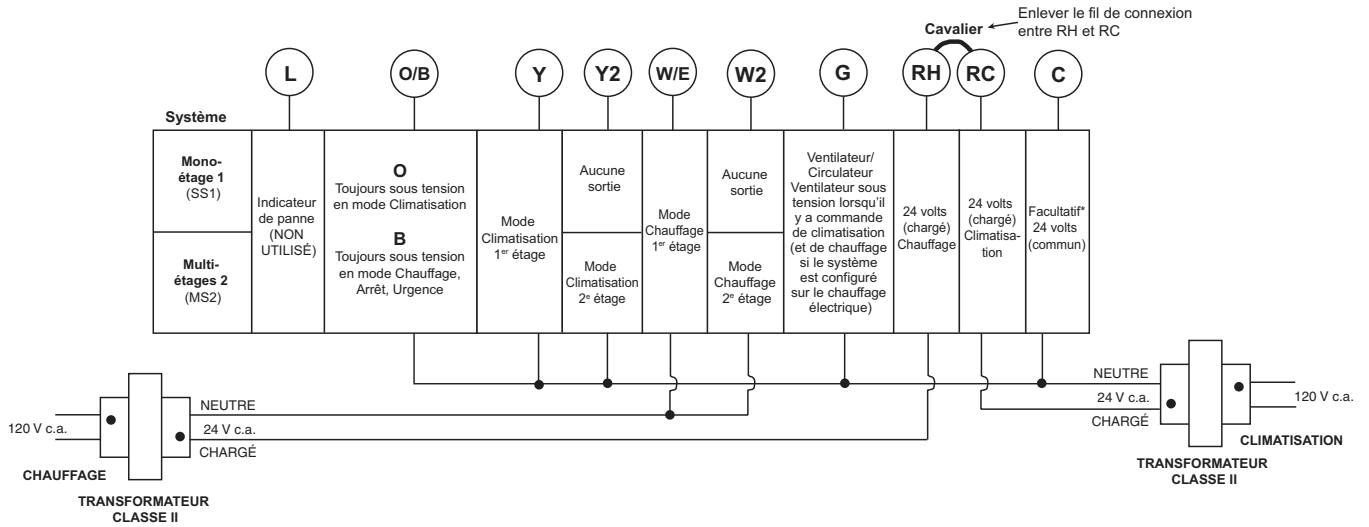 Enlever le fil de connexion
entre RH et RC
Cavalier
L
O/B
Y
Y2
W/E
W2
G
RH
RC
C
Système
Mono-
étage 1
(SS1)
Multi-
étages 2
(MS2)
Indicateur
de panne
(NON
UTILISÉ)
O
Toujours sous tension
en mode Climatisation
B
Toujours sous tension
en mode Chauffage,
Arrêt, Urgence
Mode
Climatisation
1er étage
Aucune
sortie
Mode
Climatisation
2e étage
Mode
Chauffage
1er étage
Aucune
sortie
Mode
Chauffage
2e étage
Ventilateur/
Circulateur
Ventilateur sous
tension lorsqu'il
y a commande
de climatisation
(et de chauffage
si le système
est configuré
sur le chauffage
électrique)
24 volts
(chargé)
Chauffage
24 volts
(chargé)
Climatisa-
tion
Facultatif*
24 volts
(commun)
120 V c.a.
CHAUFFAGE
TRANSFORMATEUR
CLASSE II
NEUTRE
24 V c.a.
CHARGÉ
NEUTRE
24 V c.a.
CHARGÉ
120 V c.a.
CLIMATISATION
TRANSFORMATEUR
CLASSE II